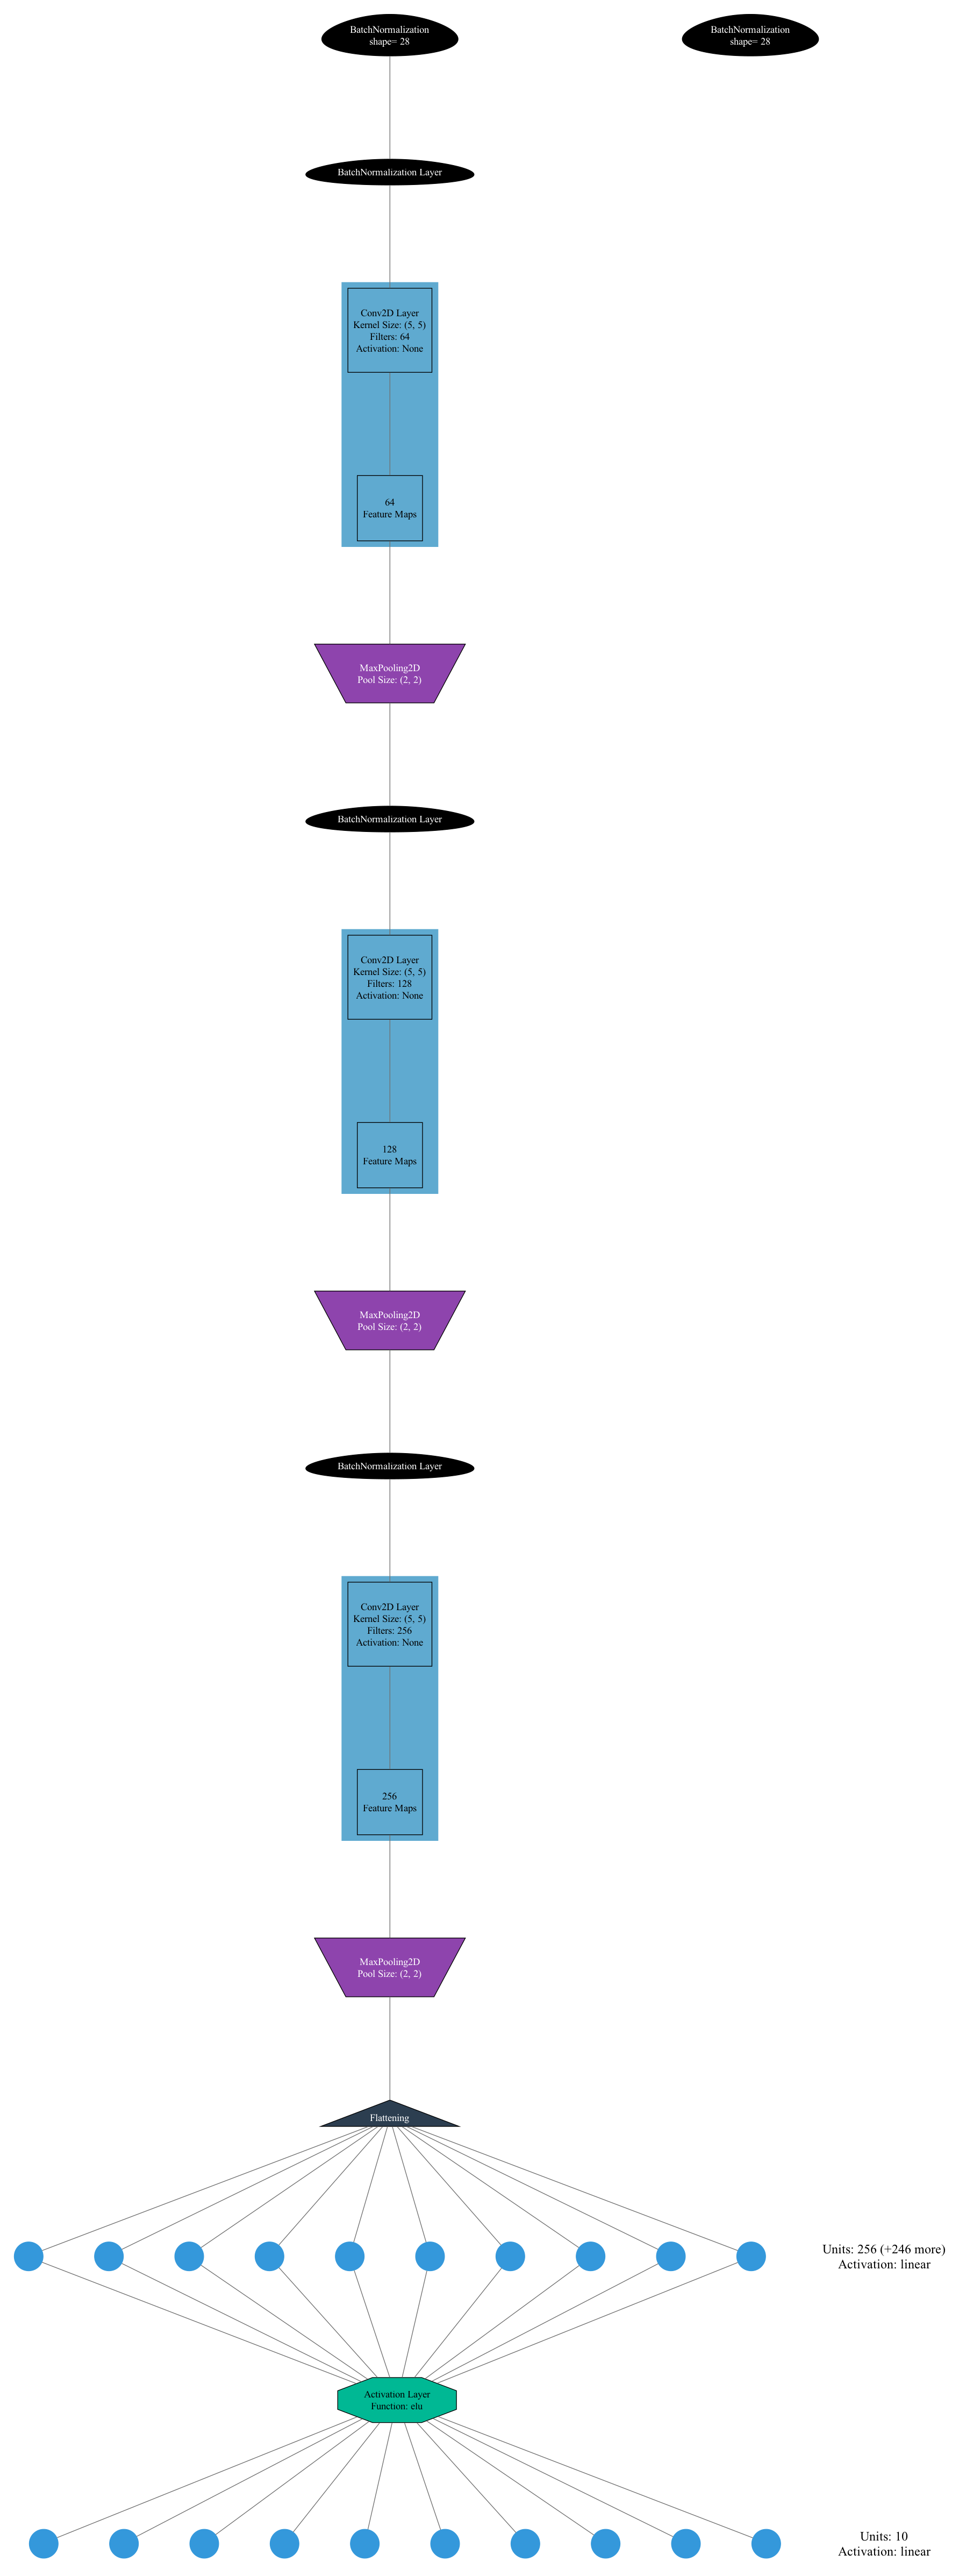 BatchNormalization
shape= 28
BatchNormalization
shape= 28
BatchNormalization Layer
Conv2D Layer
Kernel Size: (5, 5)
Filters: 64
Activation: None
64
Feature Maps
MaxPooling2D
Pool Size: (2, 2)
BatchNormalization Layer
Conv2D Layer
Kernel Size: (5, 5)
Filters: 128
Activation: None
128
Feature Maps
MaxPooling2D
Pool Size: (2, 2)
BatchNormalization Layer
Conv2D Layer
Kernel Size: (5, 5)
Filters: 256
Activation: None
256
Feature Maps
MaxPooling2D
Pool Size: (2, 2)
Flattening
Units: 256 (+246 more)
Activation: linear
Activation Layer
Function: elu
Units: 10
Activation: linear